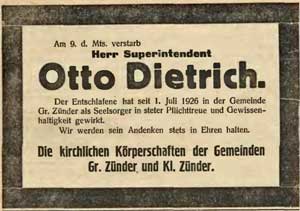 Am 9. d. Mts. verstarb
Herr Superintendent
Otto Dietrich.
Der Entschlafene hat seit 1. Juli 1926 in der Gemeinde
Gr. Zünder als Seelsorger in steter Pflichttreue und Gewissen-
haftigkeit gewirkt.
Wir werden sein Andenken stets in Ehren halten.
Die kirchlichen Körperschaften der Gemeinden
Gr. Zünder und Kl. Zünder.